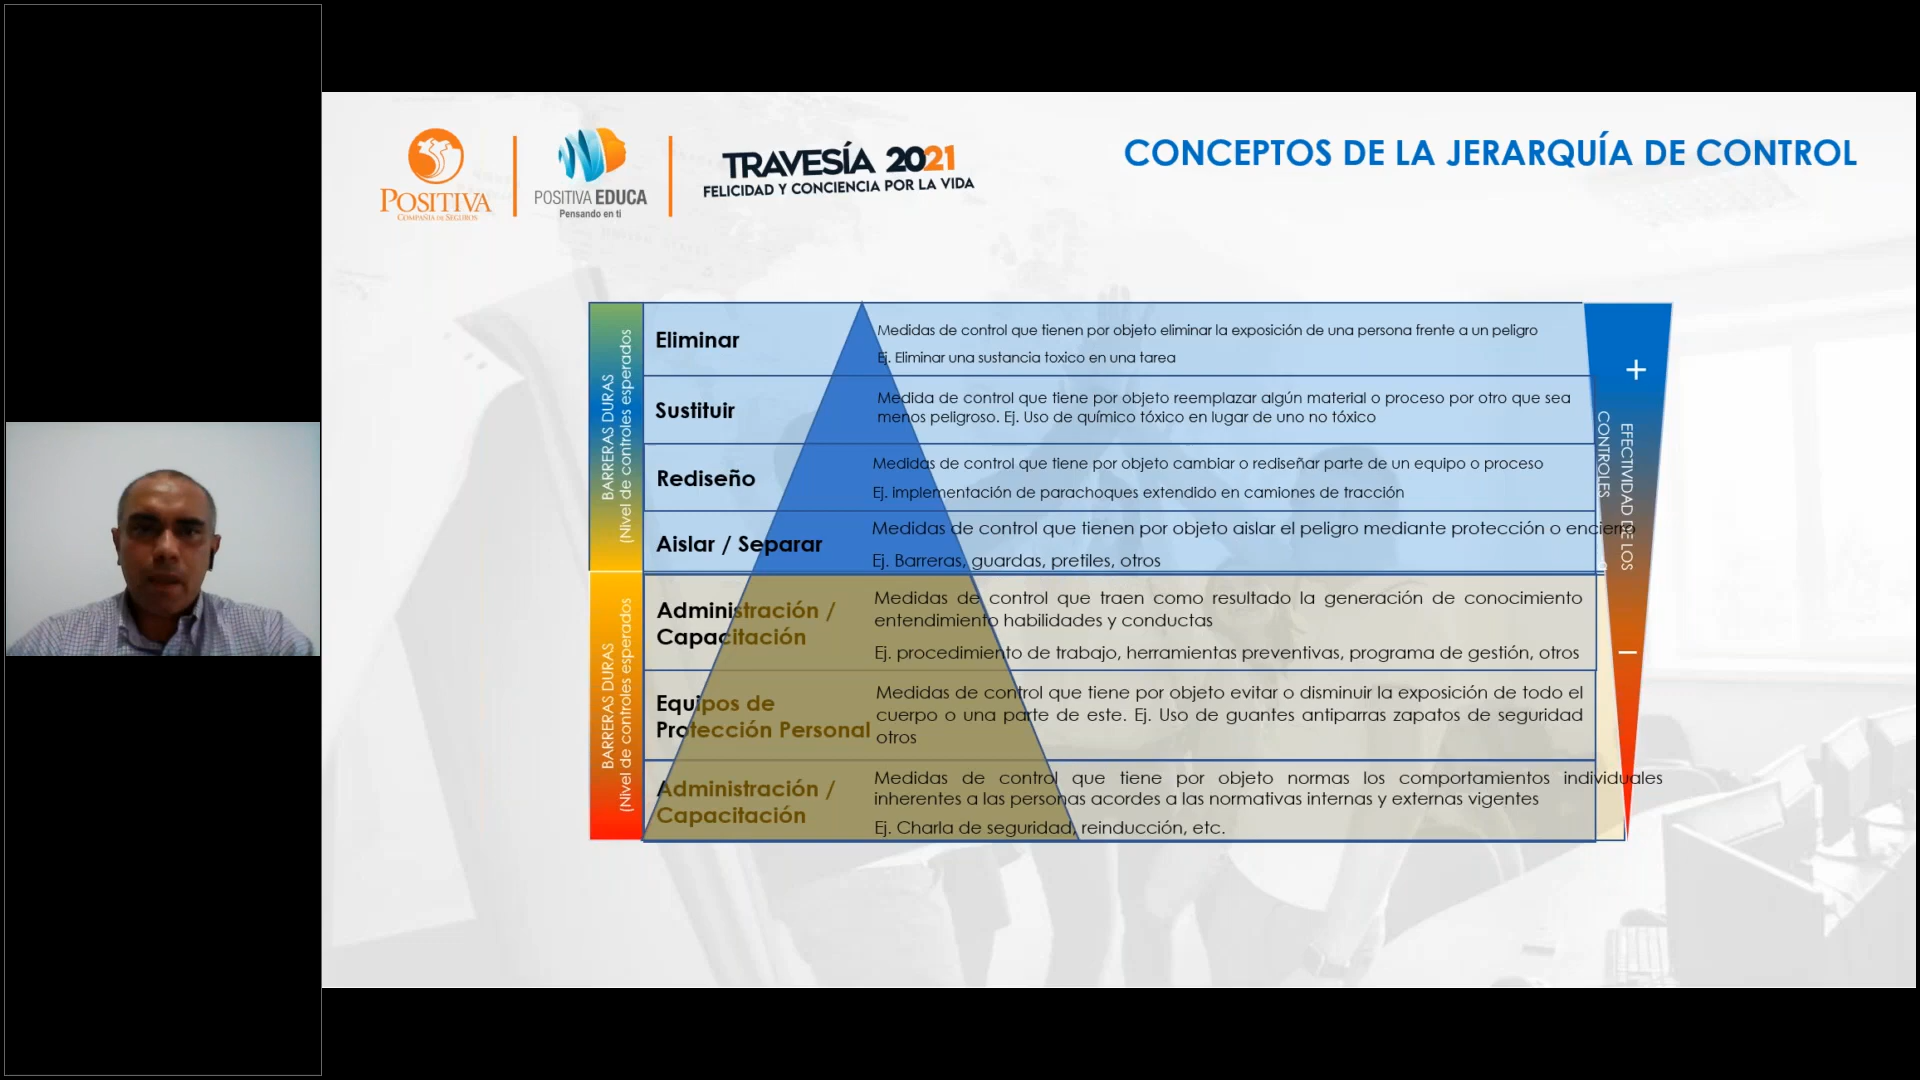 POSITIVA
COMPAÑIA DE SEGUROS
POSITIVA EDUCA
Pensando en ti
TRAVESÍA 2021
FELICIDAD Y CONCIENCIA POR LA VIDA
CONCEPTOS DE LA JERARQUÍA DE CONTROL
BARRERAS DURAS
(Nivel de controles esperados
Eliminar
Medidas de control que tienen por objeto eliminar la exposición de una persona frente a un peligro
Ej. Eliminar una sustancia toxico en una tarea
Sustituir
Medida de control que tiene por objeto reemplazar algún material o proceso por otro que sea
menos peligroso. Ej. Uso de químico tóxico en lugar de uno no tóxico
Rediseño
Medidas de control que tiene por objeto cambiar o rediseñar parte de un equipo o proceso
Ej. Implementación de parachoques extendido en camiones de tracción
Aislar / Separar
Medidas de control que tienen por objeto aislar el peligro mediante protección o encierro
Ej. Barreras, guardas, pretiles, otros
BARRERAS DURAS
(Nivel de controles esperados
Administración /
Capacitación
Medidas de control que traen como resultado la generación de conocimiento
entendimiento habilidades y conductas
Ej. procedimiento de trabajo, herramientas preventivas, programa de gestión, otros
Equipos de
Protección Personal
Medidas de control que tiene por objeto evitar o disminuir la exposición de todo el
cuerpo o una parte de este. Ej. Uso de guantes antiparras zapatos de seguridad
otros
Administración /
Capacitación
Medidas de control que tiene por objeto normas los comportamientos individuales
inherentes a las personas acordes a las normativas internas y externas vigentes
Ej. Charla de seguridad, reinducción, etc.
+
EFECTIVIDAD DE LOS
CONTROLES
−